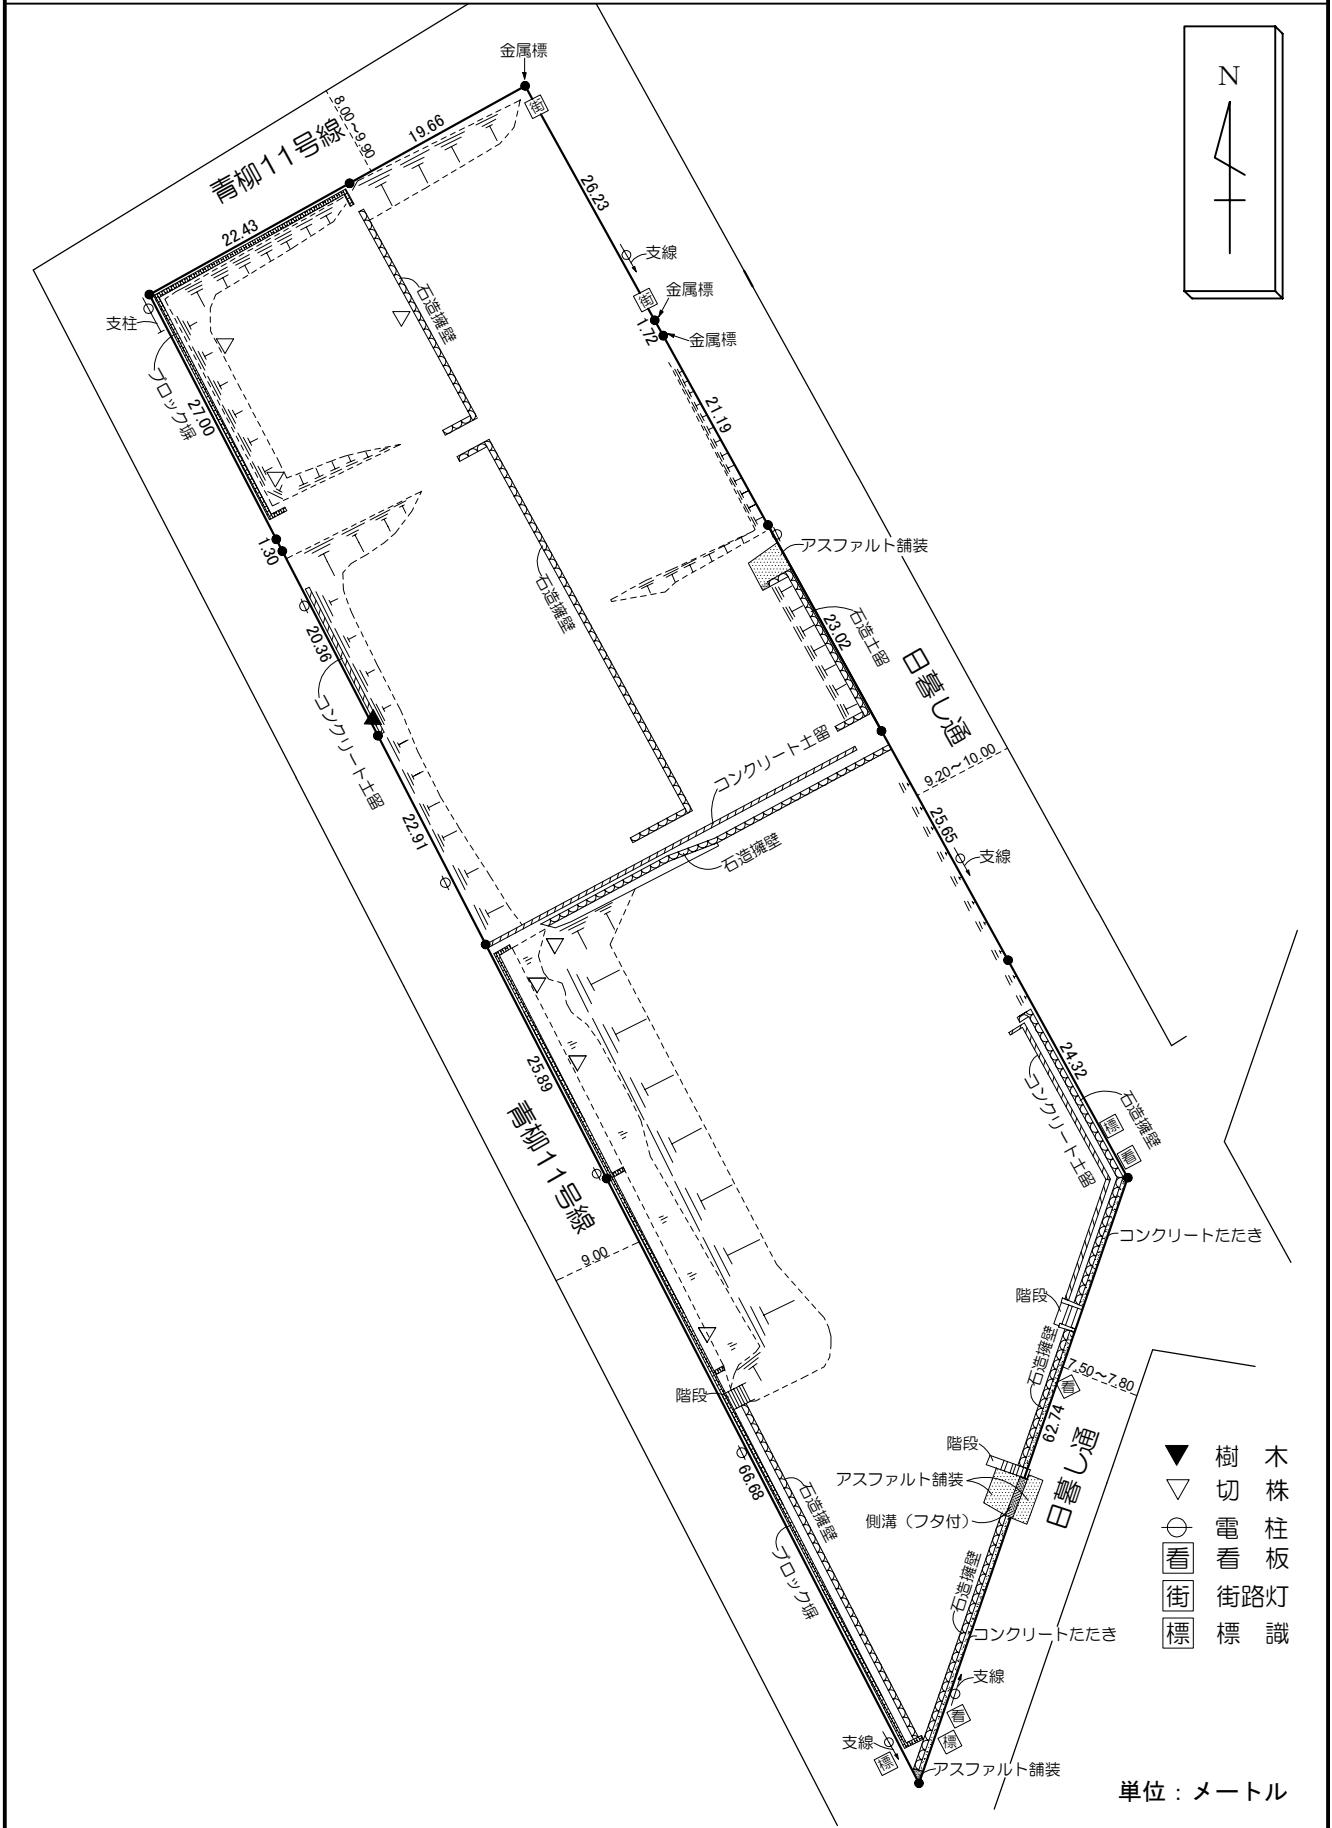 金属標
N
8.00～9.90
19.66
青柳11号線
街
22.43
26.23
支線
石造擁壁
街
金属標
支柱
1.72
金属標
ブロック塀
27.00
21.19
アスファルト舗装
1.30
石造擁壁
石造土留
23.02
20.36
日暮し通
コンクリート土留
コンクリート土留
9.20～10.00
22.91
25.65
石造擁壁
支線
25.89
24.32
コンクリート土留
石造擁壁
標
看
青柳11号線
9.00
コンクリートたたき
階段
石造擁壁
7.50～7.80
看
階段
62.74
階段
日暮し通
66.68
石造擁壁
アスファルト舗装
側溝（フタ付）
ブロック塀
石造擁壁
コンクリートたたき
支線
看
標
支線
標
アスファルト舗装
樹　木
切　株
電　柱
看 看　板
街 街路灯
標 標　識
単位：メートル